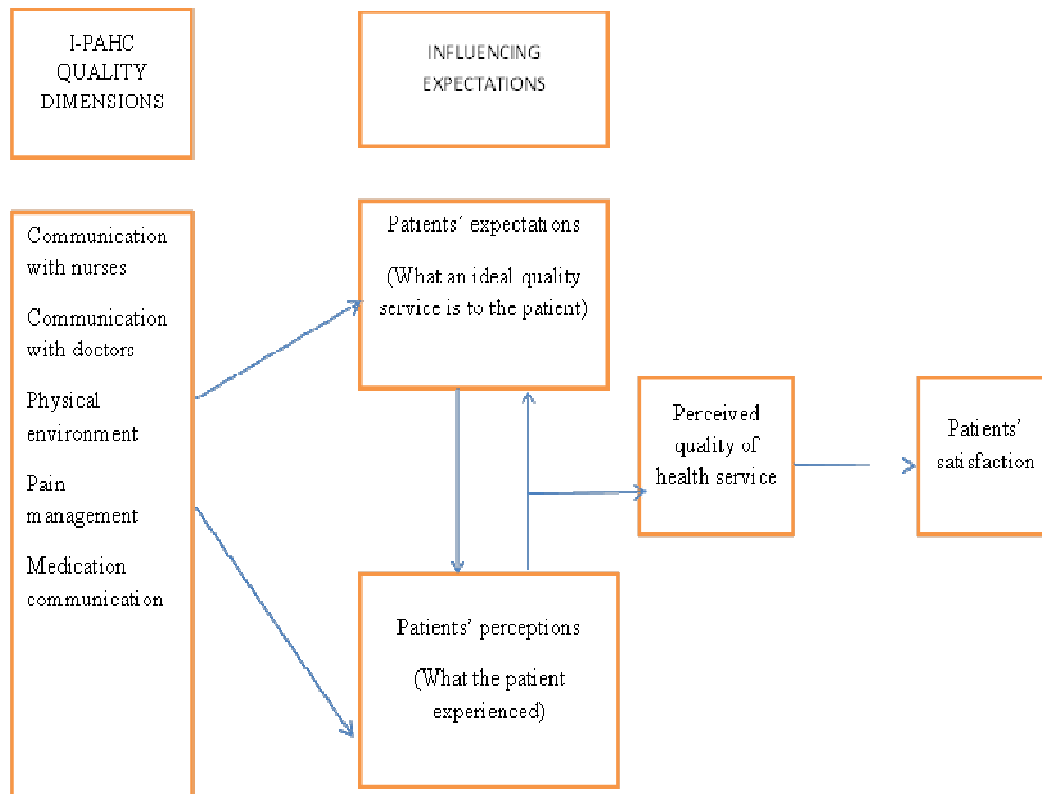 I-PAHC
QUALITY
DIMENSIONS
INFLUENCING
EXPECTATIONS
Communication
with nurses
Communication
with doctors
Physical
environment
Pain
management
Medication
communication
Patients’ expectations
(What an ideal quality
service is to the patient)
Patients’ perceptions
(What the patient
experienced)
Perceived
quality of
health service
Patients’
satisfaction